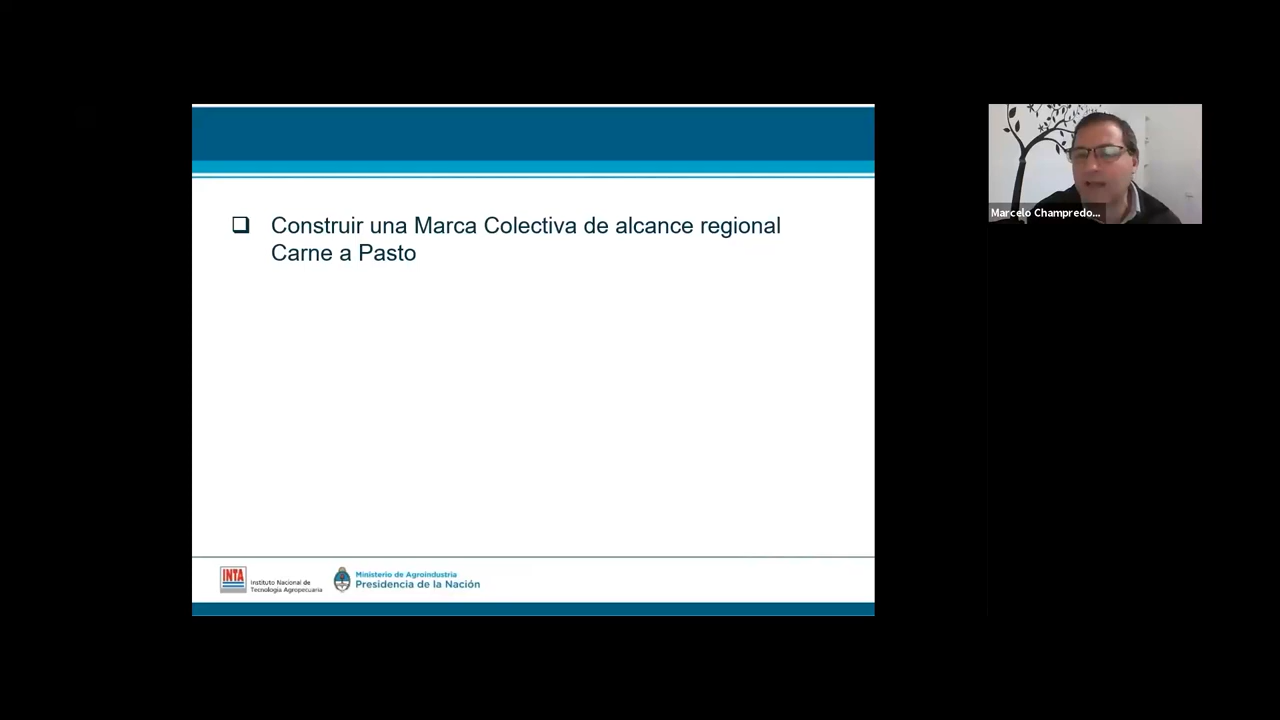 Construir una Marca Colectiva de alcance regional
Carne a Pasto
Marcelo Champredo...
INTA
Instituto Nacional de
Tecnología Agropecuaria
Ministerio de Agroindustria
Presidencia de la Nación